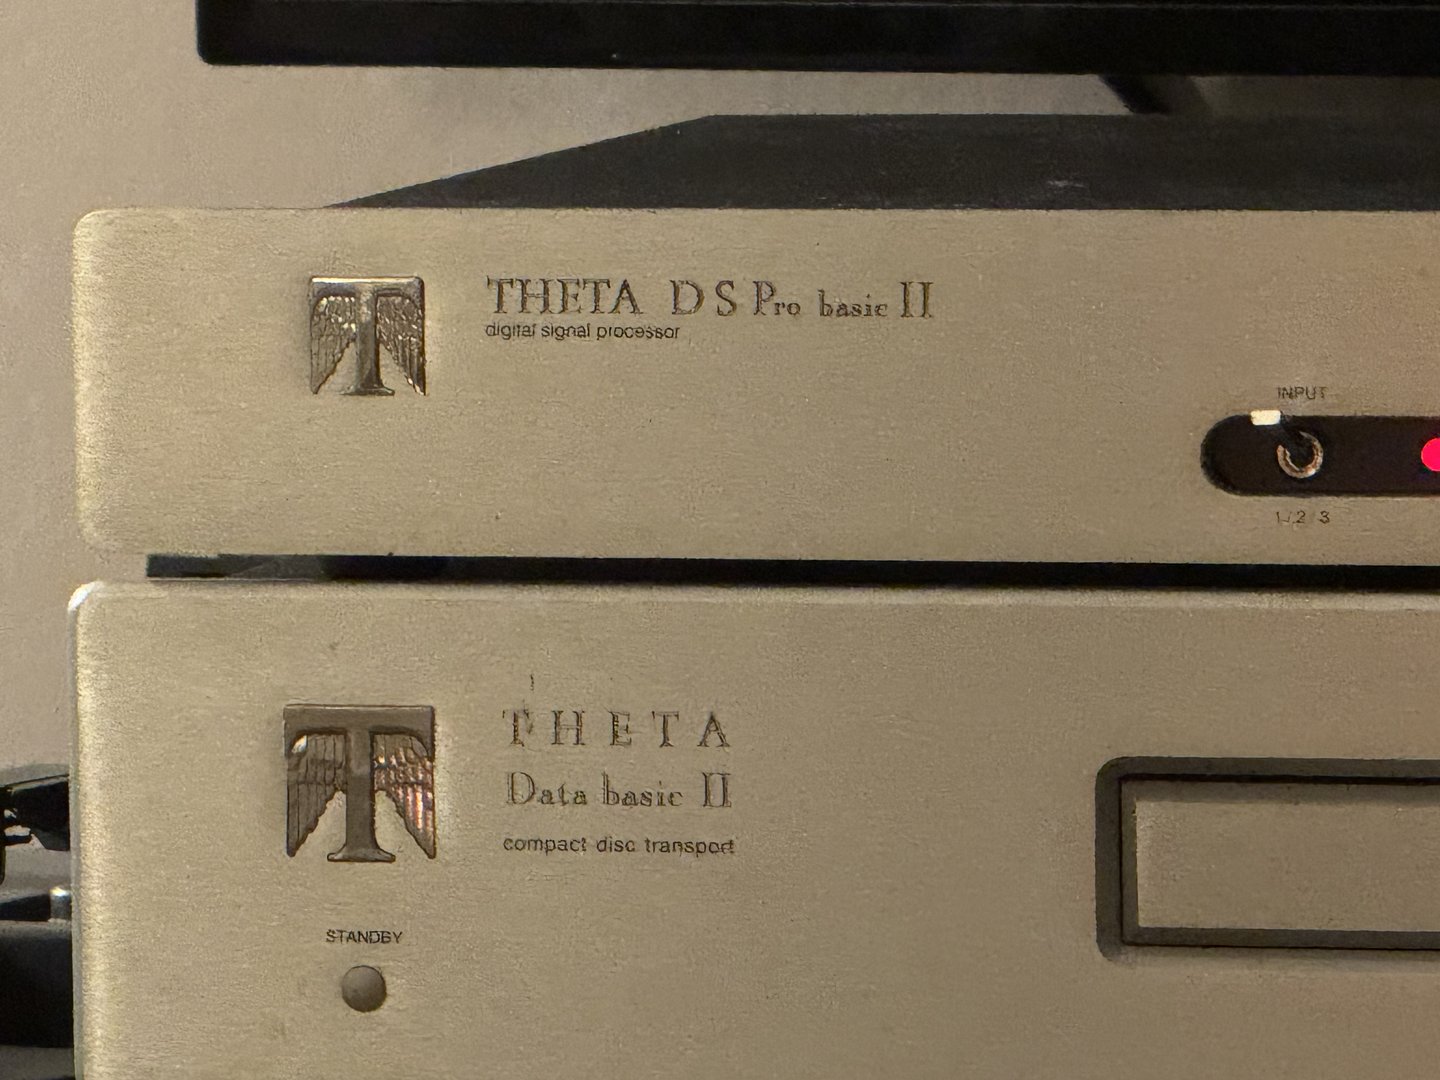 THETA DS Pro basic II
digital signal processor
INPUT
1 / 2 / 3
T
THETA
Data basic II
compact disc transport
STANDBY